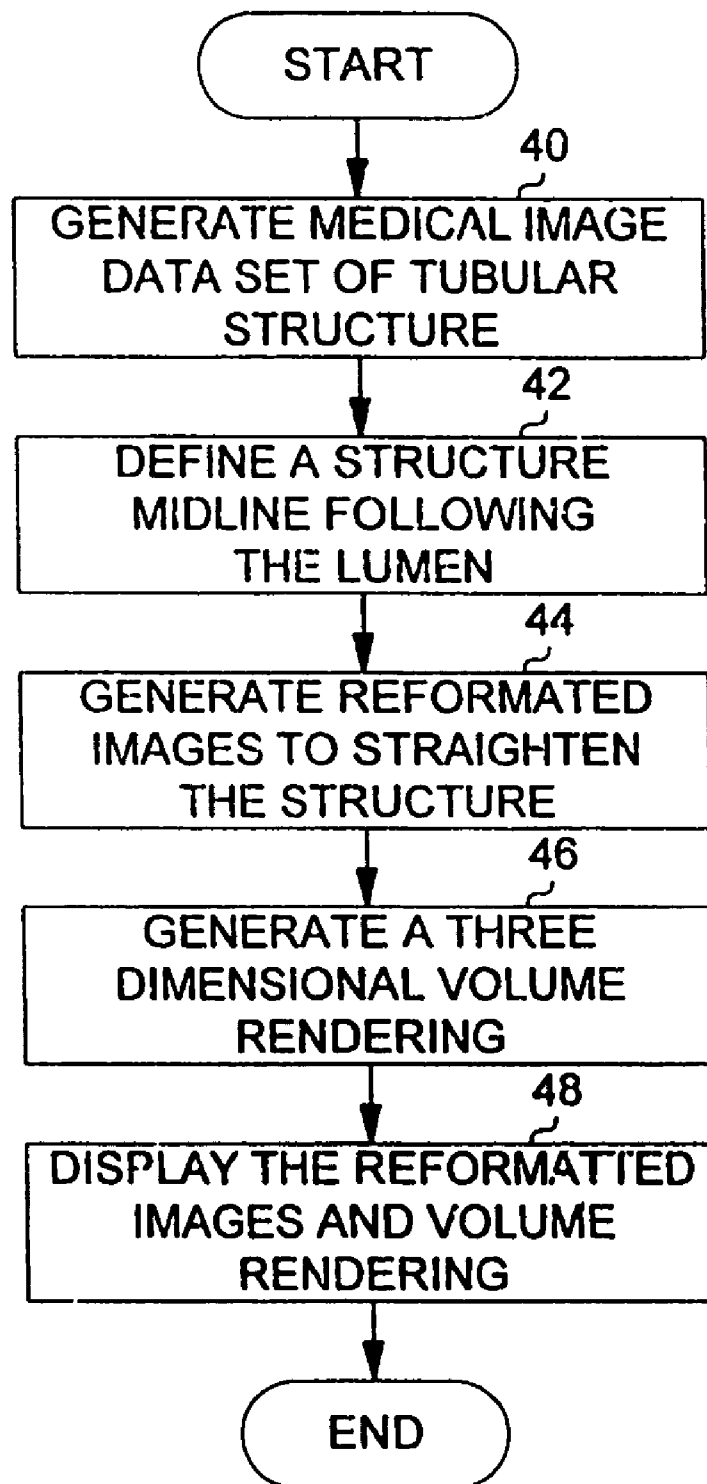 START
40
GENERATE MEDICAL IMAGE
DATA SET OF TUBULAR
STRUCTURE
42
DEFINE A STRUCTURE
MIDLINE FOLLOWING
THE LUMEN
44
GENERATE REFORMATED
IMAGES TO STRAIGHTEN
THE STRUCTURE
46
GENERATE A THREE
DIMENSIONAL VOLUME
RENDERING
48
DISPLAY THE REFORMATTED
IMAGES AND VOLUME
RENDERING
END